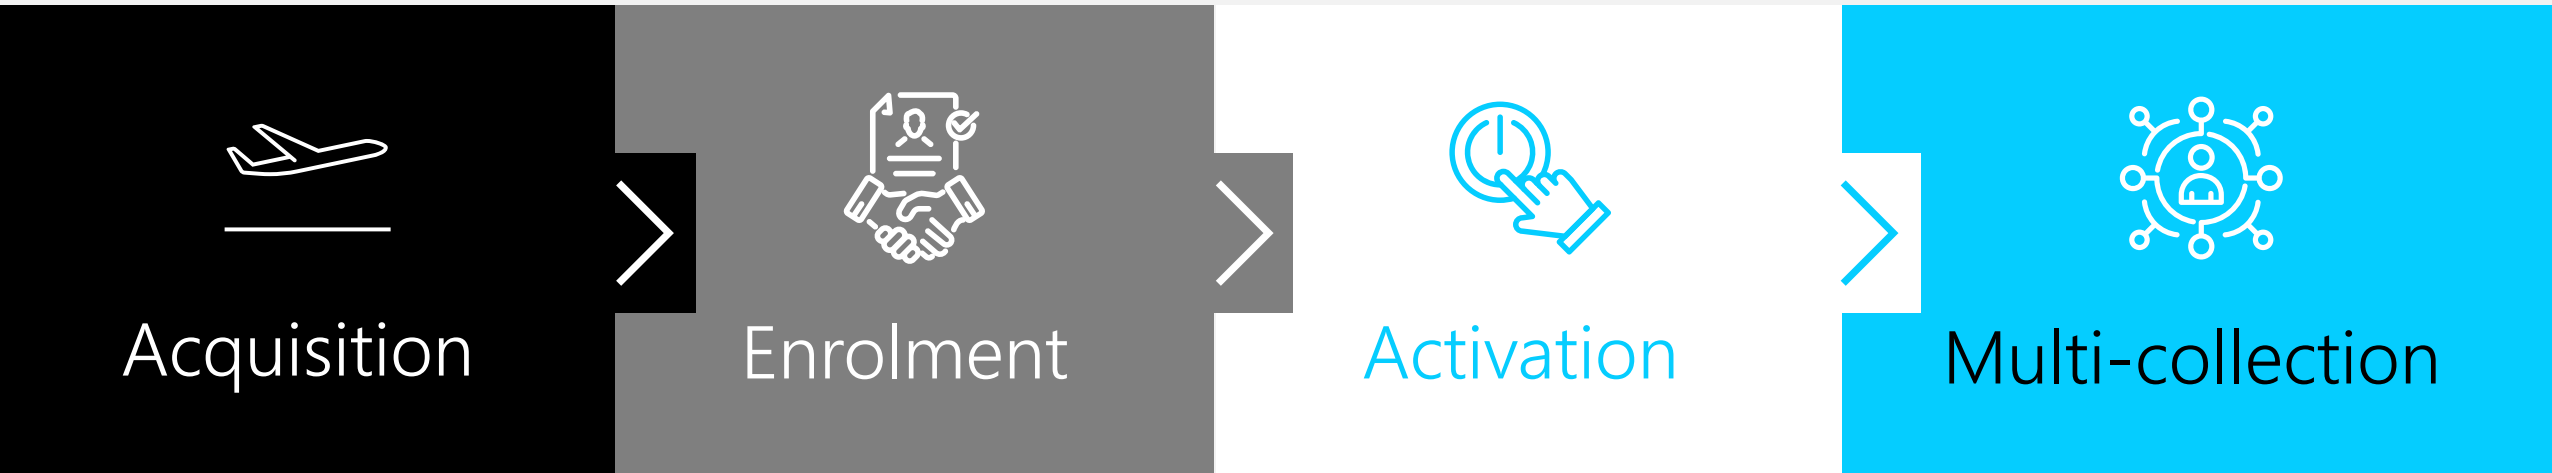 Acquisition
Enrolment
Activation
Multi-collection